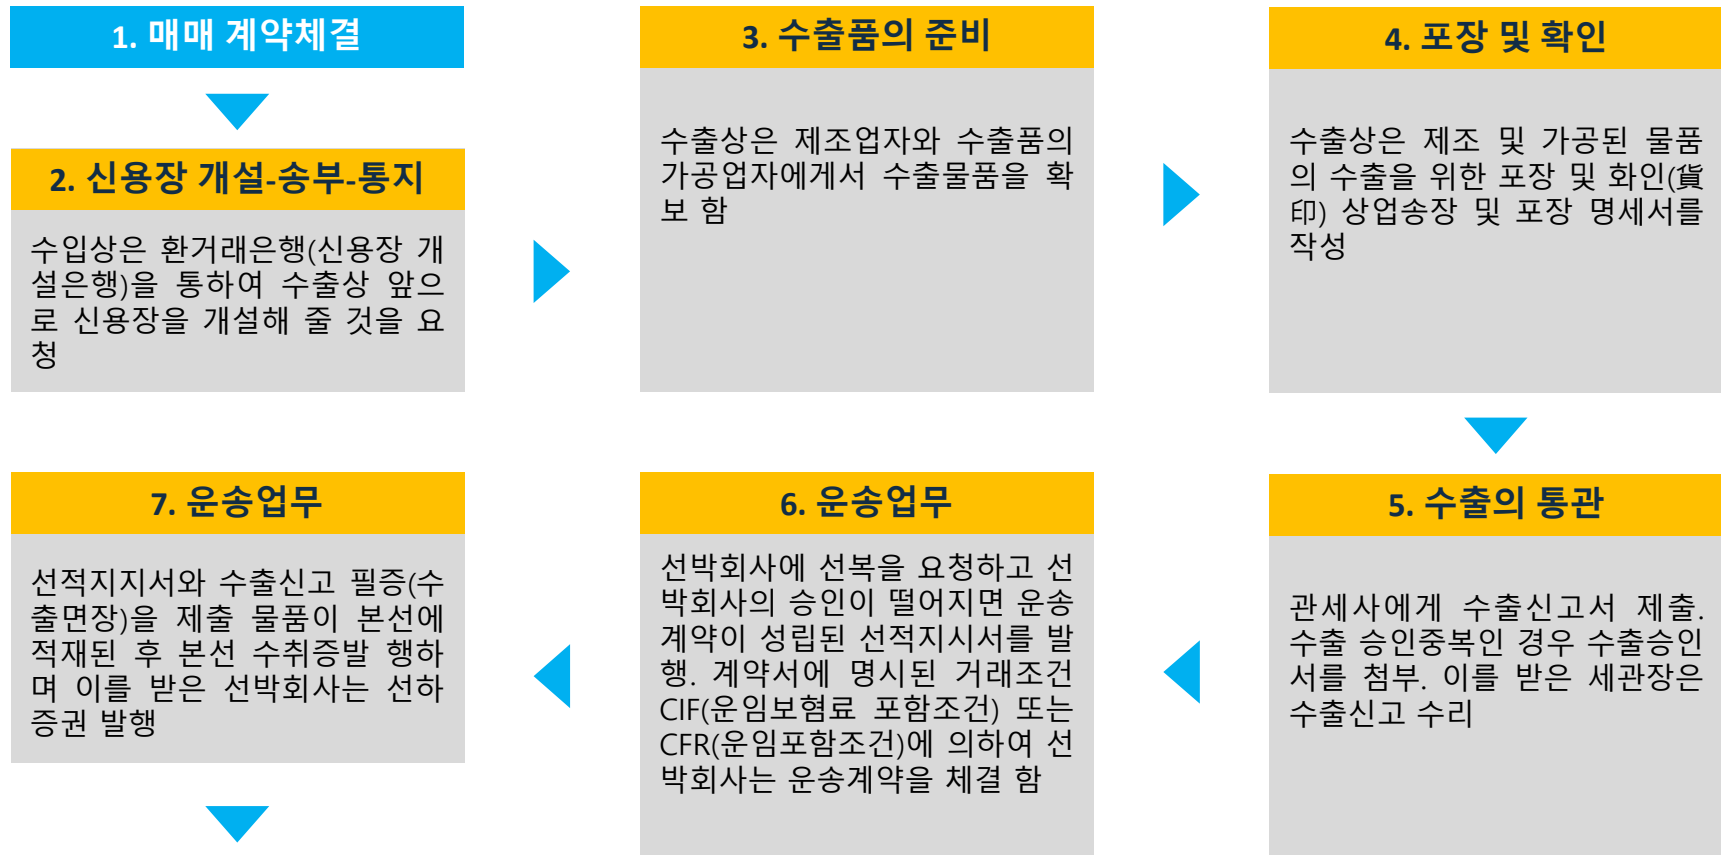 1. 매매 계약체결
2. 신용장 개설-송부-통지
수입상은 환거래은행(신용장 개
설은행)을 통하여 수출상 앞으
로 신용장을 개설해 줄 것을 요
청
3. 수출품의 준비
수출상은 제조업자와 수출품의
가공업자에게서 수출물품을 확
보 함
4. 포장 및 확인
수출상은 제조 및 가공된 물품
의 수출을 위한 포장 및 화인(貨
印) 상업송장 및 포장 명세서를
작성
5. 수출의 통관
관세사에게 수출신고서 제출.
수출 승인중복인 경우 수출승인
서를 첨부. 이를 받은 세관장은
수출신고 수리
6. 운송업무
선박회사에 선복을 요청하고 선
박회사의 승인이 떨어지면 운송
계약이 성립된 선적지시서를 발
행. 계약서에 명시된 거래조건
CIF(운임보혐료 포함조건) 또는
CFR(운임포함조건)에 의하여 선
박회사는 운송계약을 체결 함
7. 운송업무
선적지지서와 수출신고 필증(수
출면장)을 제출 물품이 본선에
적재된 후 본선 수취증발 행하
며 이를 받은 선박회사는 선하
증권 발행